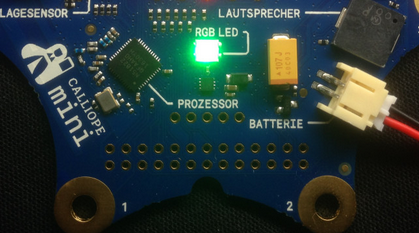 LAGESENSOR
LAUTSPRECHER
RGB LED
PROZESSOR
CALLIOPE
mini
BATTERIE
1
2